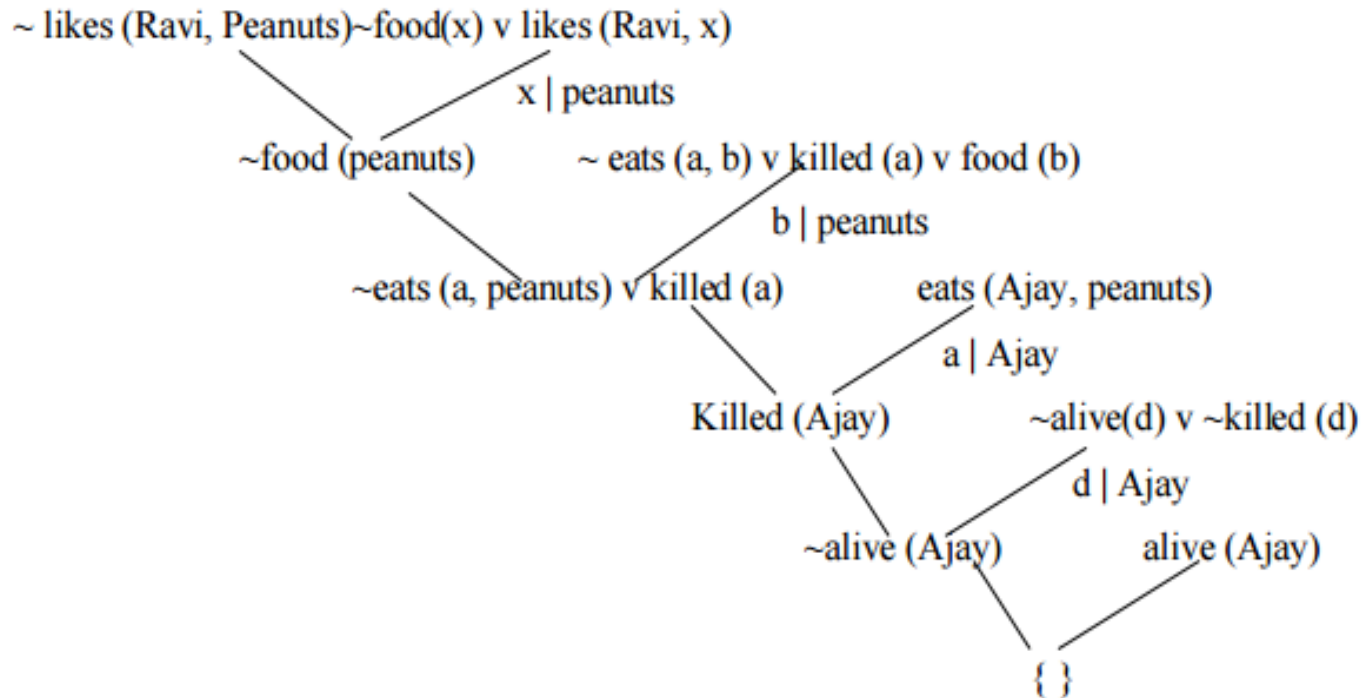 ~ likes (Ravi, Peanuts)~food(x) v likes (Ravi, x)
x | peanuts
~food (peanuts) ~ eats (a, b) v killed (a) v food (b)
b | peanuts
~eats (a, peanuts) v killed (a) eats (Ajay, peanuts)
a | Ajay
Killed (Ajay) ~alive(d) v ~killed (d)
d | Ajay
~alive (Ajay) alive (Ajay)
{ }